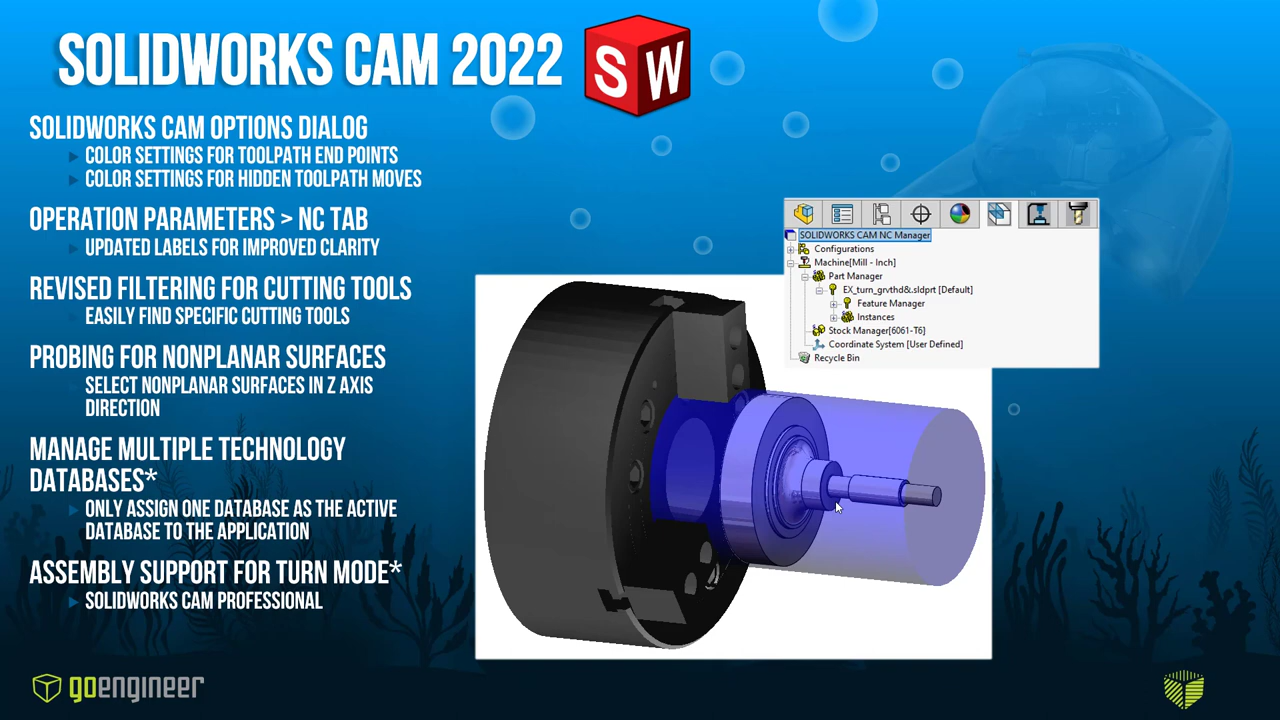 SOLIDWORKS CAM 2022
SW
SOLIDWORKS CAM OPTIONS DIALOG
COLOR SETTINGS FOR TOOLPATH END POINTS
COLOR SETTINGS FOR HIDDEN TOOLPATH MOVES
OPERATION PARAMETERS > NC TAB
UPDATED LABELS FOR IMPROVED CLARITY
REVISED FILTERING FOR CUTTING TOOLS
EASILY FIND SPECIFIC CUTTING TOOLS
PROBING FOR NONPLANAR SURFACES
SELECT NONPLANAR SURFACES IN Z AXIS
DIRECTION
MANAGE MULTIPLE TECHNOLOGY
DATABASES*
ONLY ASSIGN ONE DATABASE AS THE ACTIVE
DATABASE TO THE APPLICATION
ASSEMBLY SUPPORT FOR TURN MODE*
SOLIDWORKS CAM PROFESSIONAL
SOLIDWORKS CAM NC Manager
Configurations
Machine[Mill - Inch]
Part Manager
EX_turn_grvthd&.sldprt [Default]
Feature Manager
Instances
Stock Manager[6061-T6]
Coordinate System [User Defined]
Recycle Bin
goengineer